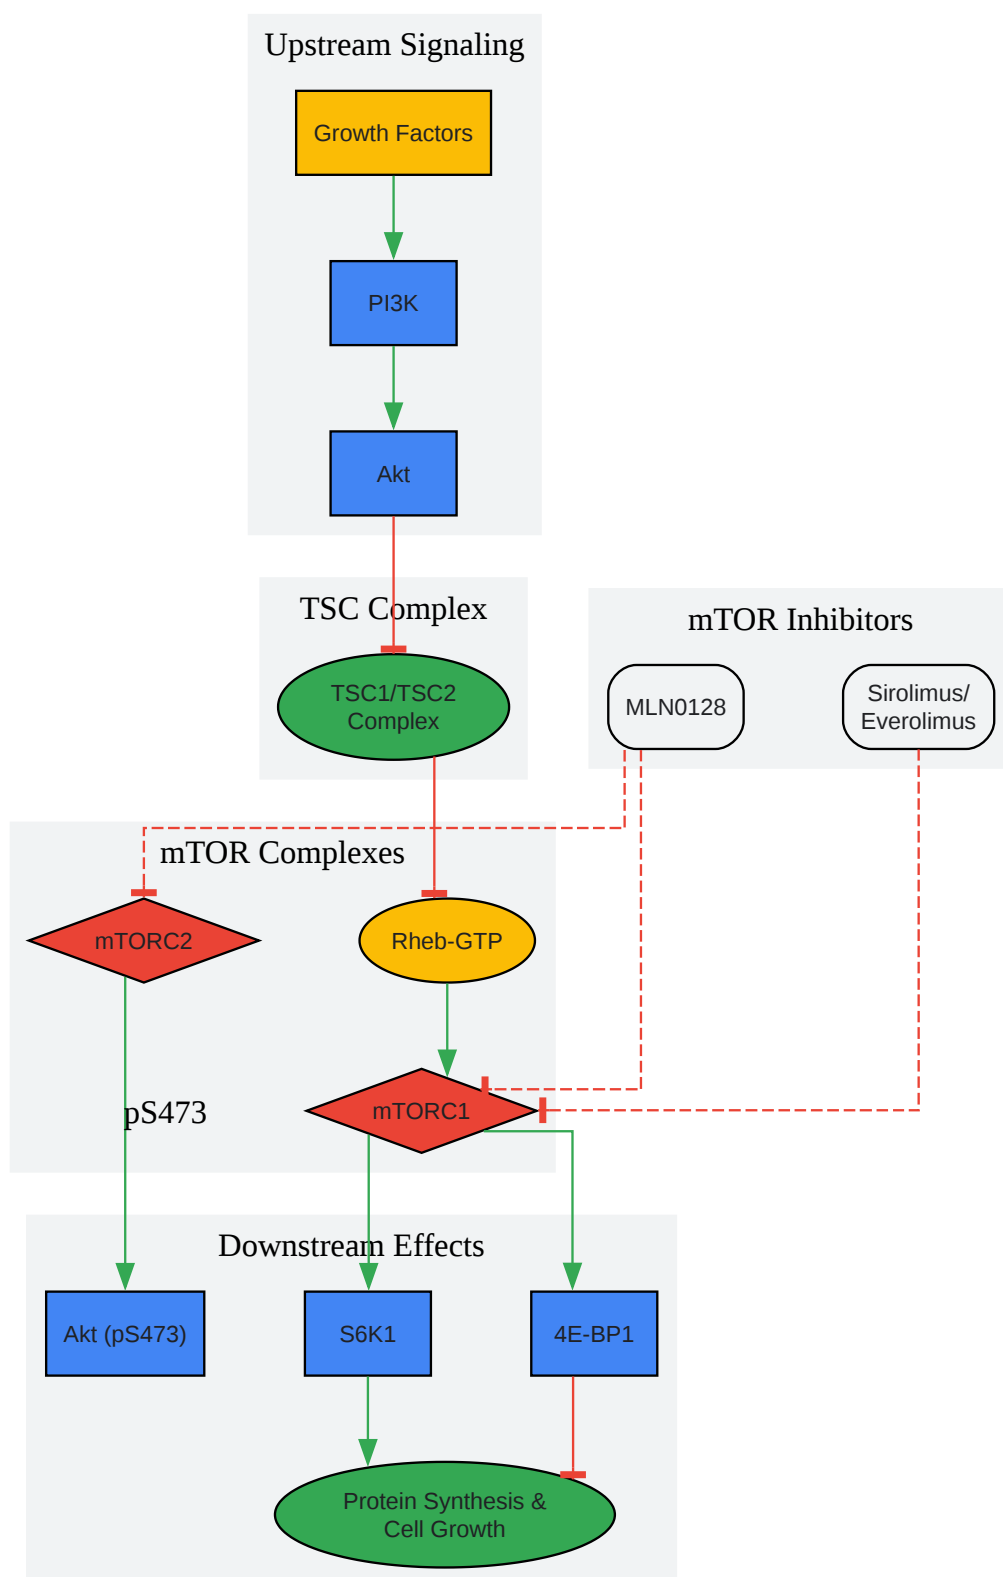 Upstream Signaling
Growth Factors
PI3K
Akt
TSC Complex
TSC1/TSC2
Complex
mTOR Inhibitors
MLN0128
Sirolimus/
Everolimus
mTOR Complexes
mTORC2
Rheb-GTP
pS473
mTORC1
Downstream Effects
Akt (pS473)
S6K1
4E-BP1
Protein Synthesis &
Cell Growth